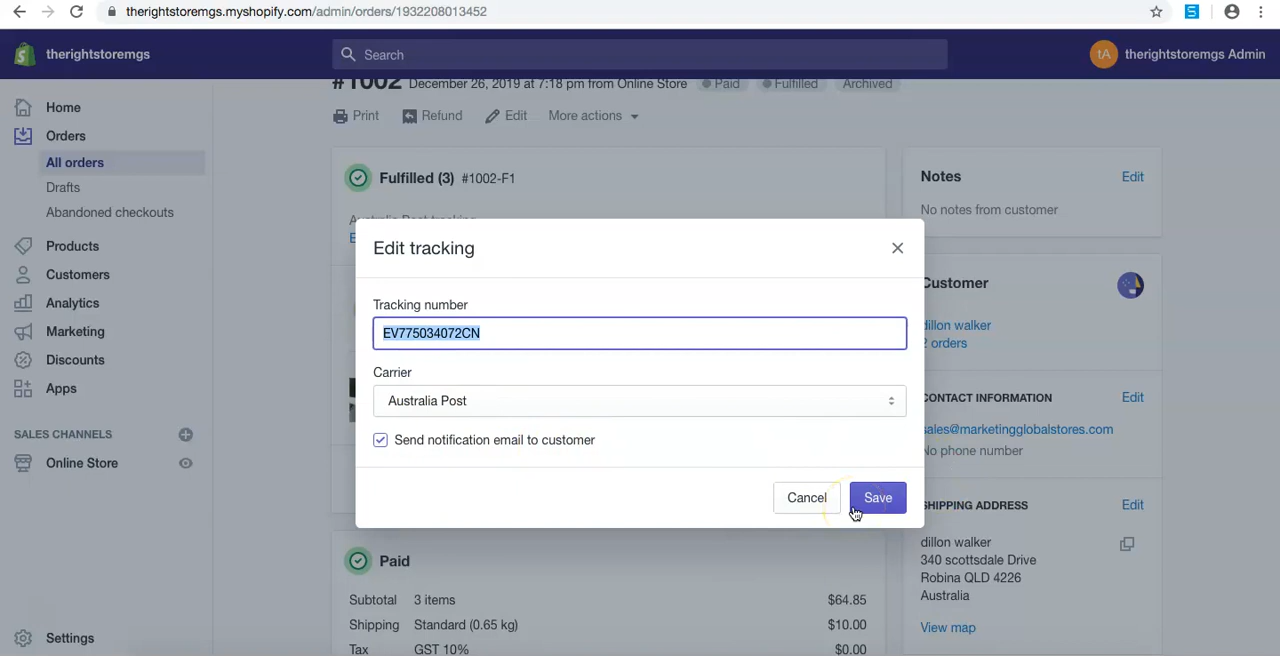 therightstoremgs.myshopify.com/admin/orders/1932208013452
S
therightstoremgs
Search
tA
therightstoremgs Admin
#1002 December 26, 2019 at 7:18 pm from Online Store Paid Fulfilled Archived
Print Refund Edit More actions
Home
Orders
All orders
Drafts
Abandoned checkouts
Products
Customers
Analytics
Marketing
Discounts
Apps
SALES CHANNELS
Online Store
Settings
Fulfilled (3) #1002-F1
Australia Post tracking
Edit tracking
Tracking number
EV775034072CN
Carrier
Australia Post
Send notification email to customer
Cancel
Save
Paid
Subtotal 3 items $64.85
Shipping Standard (0.65 kg) $10.00
Tax GST 10% $0.00
Notes Edit
No notes from customer
Customer
dillon walker
2 orders
CONTACT INFORMATION Edit
sales@marketingglobalstores.com
No phone number
SHIPPING ADDRESS Edit
dillon walker
340 scottsdale Drive
Robina QLD 4226
Australia
View map